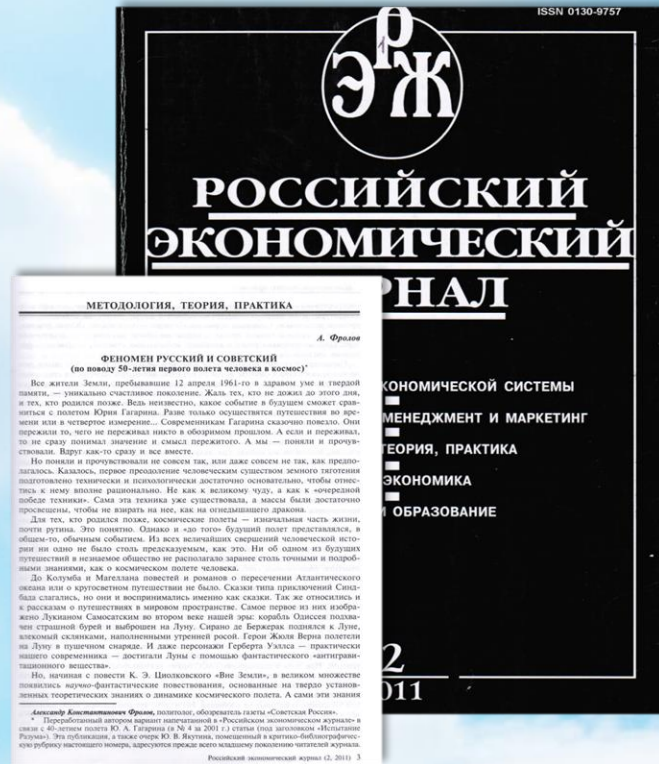 ISSN 0130-9757
ЭРЖ
РОССИЙСКИЙ
ЭКОНОМИЧЕСКИЙ
РНАЛ
КОНОМИЧЕСКОЙ СИСТЕМЫ
МЕНЕДЖМЕНТ И МАРКЕТИНГ
ТЕОРИЯ, ПРАКТИКА
ЭКОНОМИКА
И ОБРАЗОВАНИЕ
2
011
МЕТОДОЛОГИЯ, ТЕОРИЯ, ПРАКТИКА
А. Фролов
ФЕНОМЕН РУССКИЙ И СОВЕТСКИЙ
(по поводу 50-летия первого полета человека в космос)*
Все жители Земли, пребывавшие 12 апреля 1961-го в здравом уме и твердой
памяти, — уникально счастливое поколение. Жаль тех, кто не дожил до этого дня,
и тех, кто родился позже. Ведь неизвестно, какое событие в будущем сможет срав-
ниться с полетом Юрия Гагарина. Разве только осуществятся путешествия во вре-
мени или в четвертое измерение... Современникам Гагарина сказочно повезло. Они
пережили то, чего не переживал никто в обозримом прошлом. А если и переживал,
то не сразу понимал значение и смысл пережитого. А мы — поняли и прочув-
ствовали. Вдруг как-то сразу и все вместе.
Но поняли и прочувствовали не совсем так, или даже совсем не так, как предпо-
лагалось. Казалось, первое преодоление человеческим существом земного тяготения
подготовлено технически и психологически достаточно основательно, чтобы отнес-
тись к нему вполне рационально. Не как к великому чуду, а как к «очередной
победе техники». Сама эта техника уже существовала, а массы были достаточно
просвещены, чтобы не взирать на нее, как на огнедышащего дракона.
Для тех, кто родился позже, космические полеты — изначальная часть жизни,
почти рутина. Это понятно. Однако и «до того» будущий полет представлялся, в
общем-то, обычным событием. Из всех величайших свершений человеческой исто-
рии ни одно не было столь предсказуемым, как это. Ни об одном из будущих
путешествий в незнаемое общество не располагало заранее столь точными и подроб-
ными знаниями, как о космическом полете человека.
До Колумба и Магеллана повестей и романов о пересечении Атлантического
океана или о кругосветном путешествии не было. Сказки типа приключений Синд-
бада слагались, но они и воспринимались именно как сказки. Так же относились и
к рассказам о путешествиях в мировом пространстве. Самое первое из них изобра-
жено Лукианом Самосатским во втором веке нашей эры: корабль Одиссея подхва-
чен страшной бурей и выброшен на Луну. Сирано де Бержерак поднялся к Луне,
влекомый склянками, наполненными утренней росой. Герои Жюля Верна полетели
на Луну в пушечном снаряде. И даже персонажи Герберта Уэллса — практически
нашего современника — достигали Луны с помощью фантастического «антиграви-
тационного вещества».
Но, начиная с повести К. Э. Циолковского «Вне Земли», в великом множестве
появились научно-фантастические повествования, основанные на твердо установ-
ленных теоретических знаниях о динамике космического полета. А сами эти знания
Александр Константинович Фролов, политолог, обозреватель газеты «Советская Россия».
* Переработанный автором вариант напечатанной в «Российском экономическом журнале» в
связи с 40-летием полета Ю. А. Гагарина (в № 4 за 2001 г.) статьи (под заголовком «Испытание
Разума»). Эта публикация, а также очерк Ю. В. Якутина, помещенный в критико-библиографичес-
кую рубрику настоящего номера, адресуются прежде всего младшему поколению читателей журнала.
Российский экономический журнал (2, 2011) 3